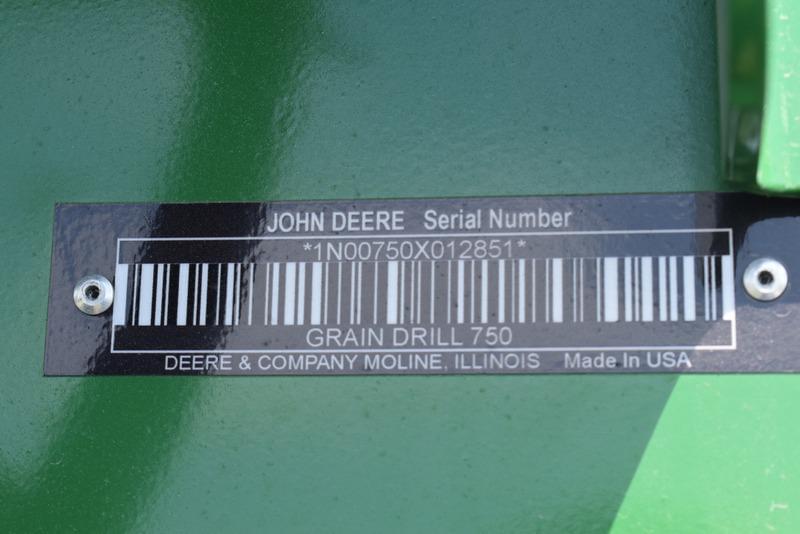 JOHN DEERE Serial Number
*1N00750X012851*
GRAIN DRILL 750
DEERE & COMPANY MOLINE, ILLINOIS Made In USA